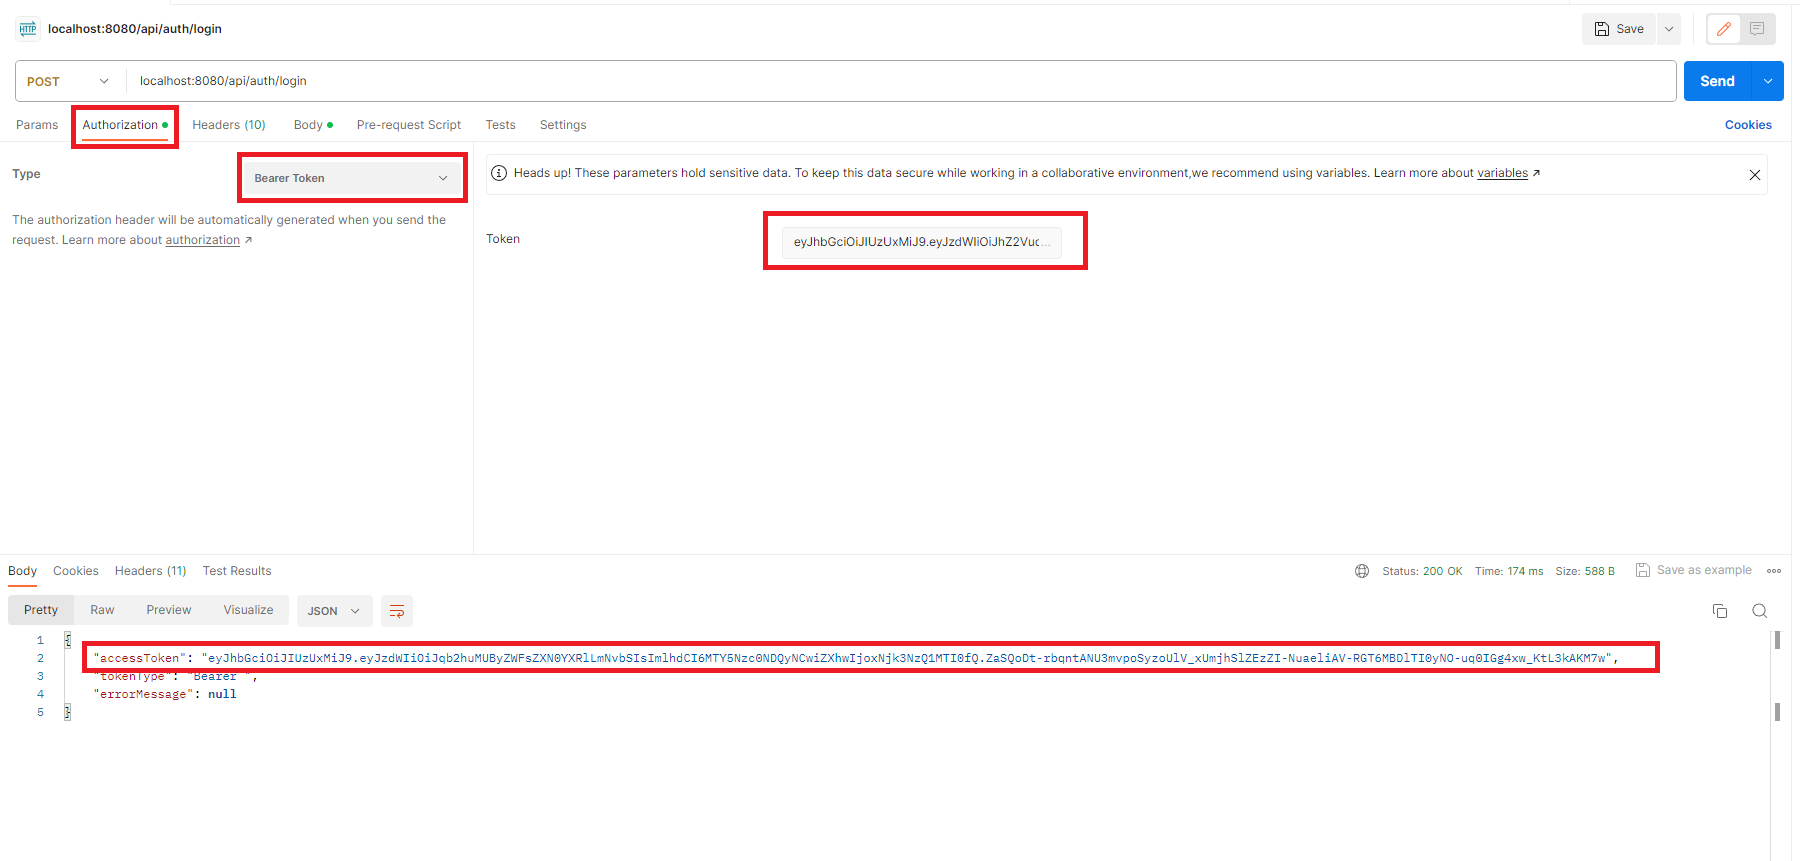 HTTP localhost:8080/api/auth/login Save
POST localhost:8080/api/auth/login Send
Params Authorization Headers (10) Body Pre-request Script Tests Settings Cookies
Type Bearer Token
The authorization header will be automatically generated when you send the
request. Learn more about authorization ↗
Heads up! These parameters hold sensitive data. To keep this data secure while working in a collaborative environment,we recommend using variables. Learn more about variables ↗
Token eyJhbGciOiJIUzUxMiJ9.eyJzdWIiOiJhZ2Vuc...
Body Cookies Headers (11) Test Results Status: 200 OK Time: 174 ms Size: 588 B Save as example
Pretty Raw Preview Visualize JSON
1 {
2 "accessToken": "eyJhbGciOiJIUzUxMiJ9.eyJzdWIiOiJqb2huMUByZWFsZXN0YXRlLmNvbSIsImlhdCI6MTY5Nzc0NDQyNCwiZXhwIjoxNjk3NzQ1MTI0fQ.ZaSQoDt-rbqntANU3mvpoSyzoUlV_xUmjhSlZEzZI-NuaeliAV-RGT6MBDlTI0yNO-uq0IGg4xw_KtL3kAKM7w",
3 "tokenType": "Bearer ",
4 "errorMessage": null
5 }